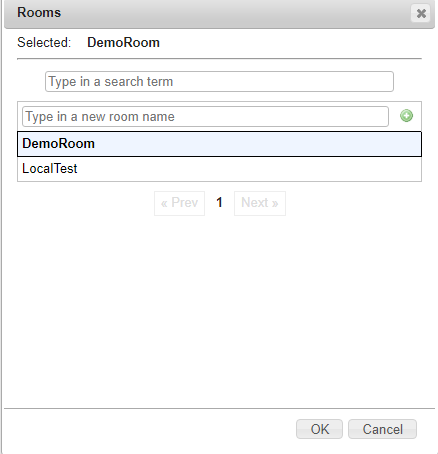 Rooms
Selected: DemoRoom
Type in a search term
Type in a new room name
DemoRoom
LocalTest
« Prev 1 Next »
OK Cancel